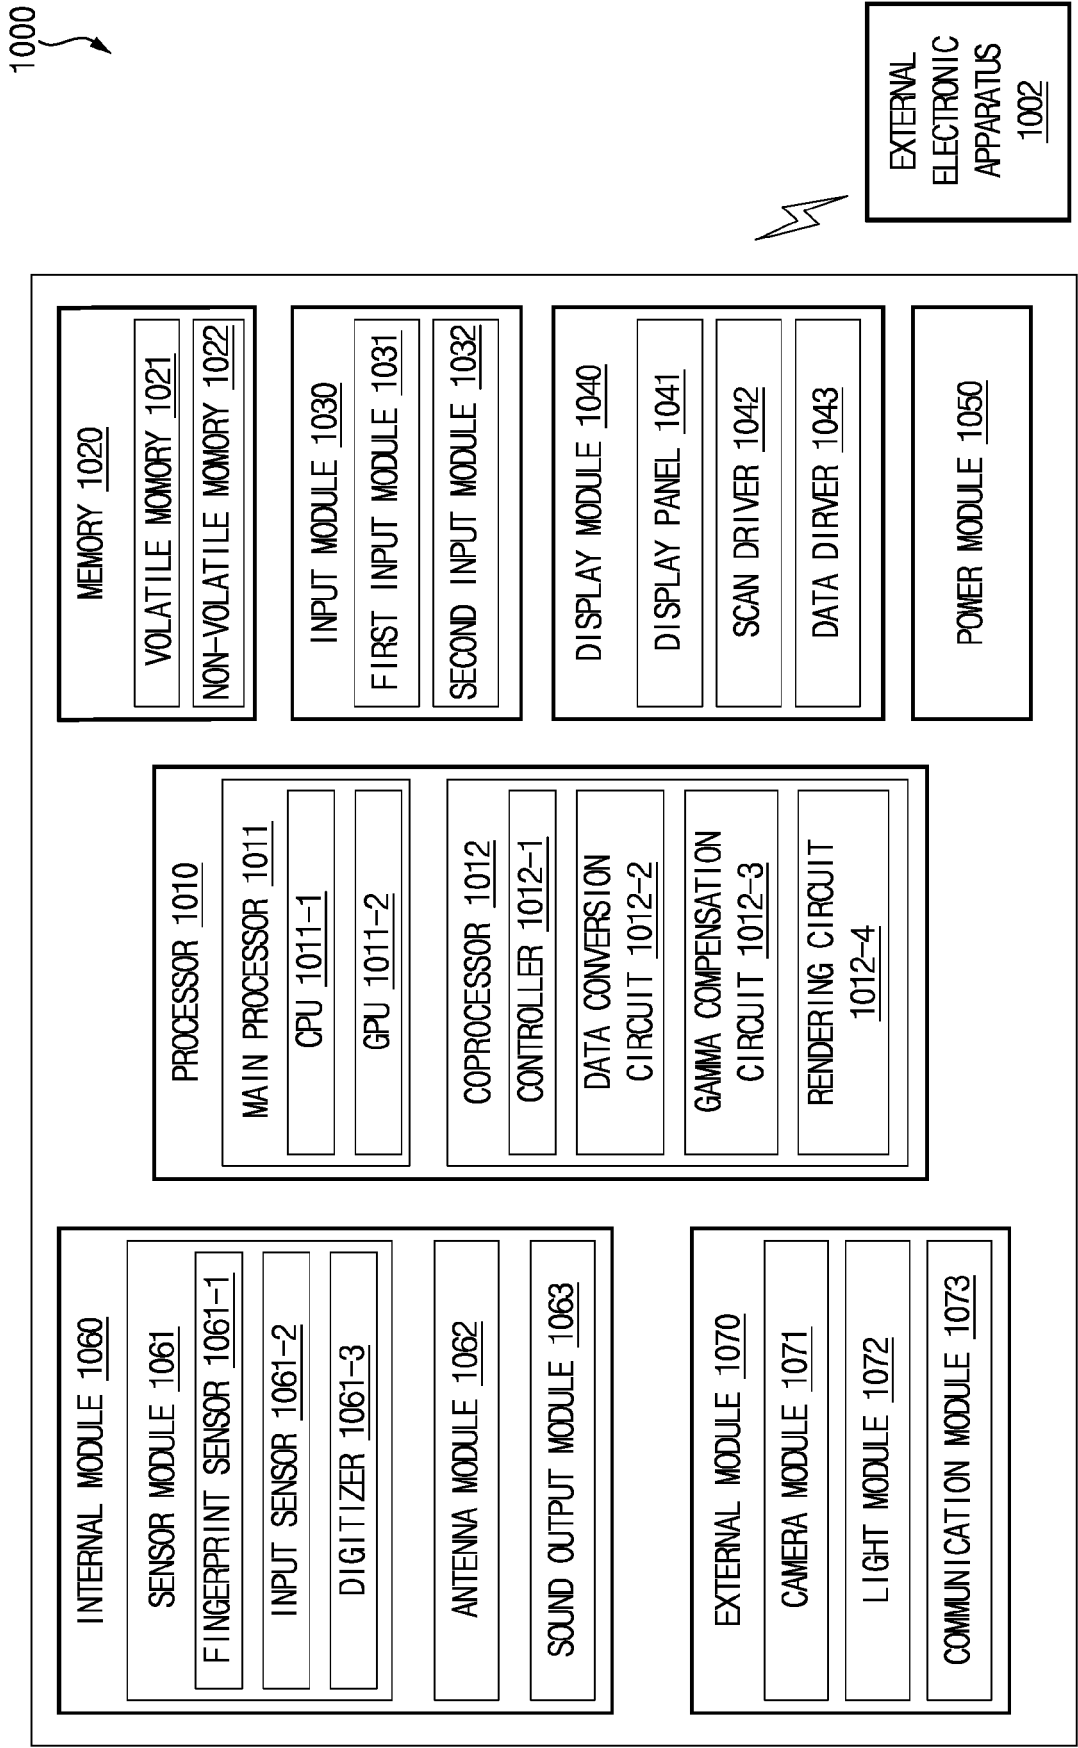 1000
INTERNAL MODULE 1060
SENSOR MODULE 1061
FINGERPRINT SENSOR 1061-1
INPUT SENSOR 1061-2
DIGITIZER 1061-3
ANTENNA MODULE 1062
SOUND OUTPUT MODULE 1063
EXTERNAL MODULE 1070
CAMERA MODULE 1071
LIGHT MODULE 1072
COMMUNICATION MODULE 1073
PROCESSOR 1010
MAIN PROCESSOR 1011
CPU 1011-1
GPU 1011-2
COPROCESSOR 1012
CONTROLLER 1012-1
DATA CONVERSION
CIRCUIT 1012-2
GAMMA COMPENSATION
CIRCUIT 1012-3
RENDERING CIRCUIT
1012-4
MEMORY 1020
VOLATILE MOMORY 1021
NON-VOLATILE MOMORY 1022
INPUT MODULE 1030
FIRST INPUT MODULE 1031
SECOND INPUT MODULE 1032
DISPLAY MODULE 1040
DISPLAY PANEL 1041
SCAN DRIVER 1042
DATA DIRVER 1043
POWER MODULE 1050
EXTERNAL
ELECTRONIC
APPARATUS
1002